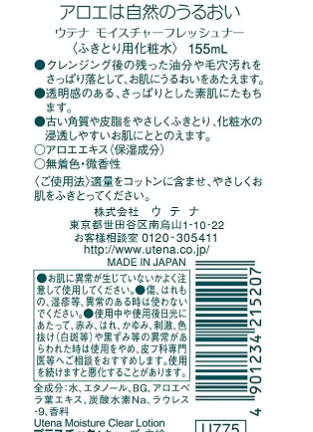 アロエは自然のうるおい
ウテナ モイスチャーフレッシュナー
〈ふきとり用化粧水〉 155mL
●クレンジング後の残った油分や毛穴汚れを
さっぱり落として、お肌にうるおいをあたえます。
●透明感のある、さっぱりとした素肌にたもち
ます。
●古い角質や皮脂をやさしくふきとり、化粧水の
浸透しやすいお肌にととのえます。
○アロエエキス(保湿成分)
○無着色・微香性
〈ご使用法〉適量をコットンに含ませ、やさしくお
肌をふきとってください。
株式会社 ウテナ
東京都世田谷区南烏山1-10-22
お客様相談室 0120-305411
http://www.utena.co.jp/
MADE IN JAPAN
●お肌に異常が生じていないかよく注
意して使用してください。●傷、はれも
の、湿疹等、異常のある時は使わない
でください。●使用中や使用後日光に
あたって、赤み、はれ、かゆみ、刺激、色
抜け(白斑等)や黒ずみ等の異常があ
らわれた時は使用をやめ、皮フ科専門
医等へご相談をおすすめします。使用
を続けますと悪化することがあります。
全成分:水、エタノール、BG、アロエベ
ラ葉エキス、炭酸水素Na、ラウレス
-9、香料
Utena Moisture Clear Lotion
4 901234 215207
U775